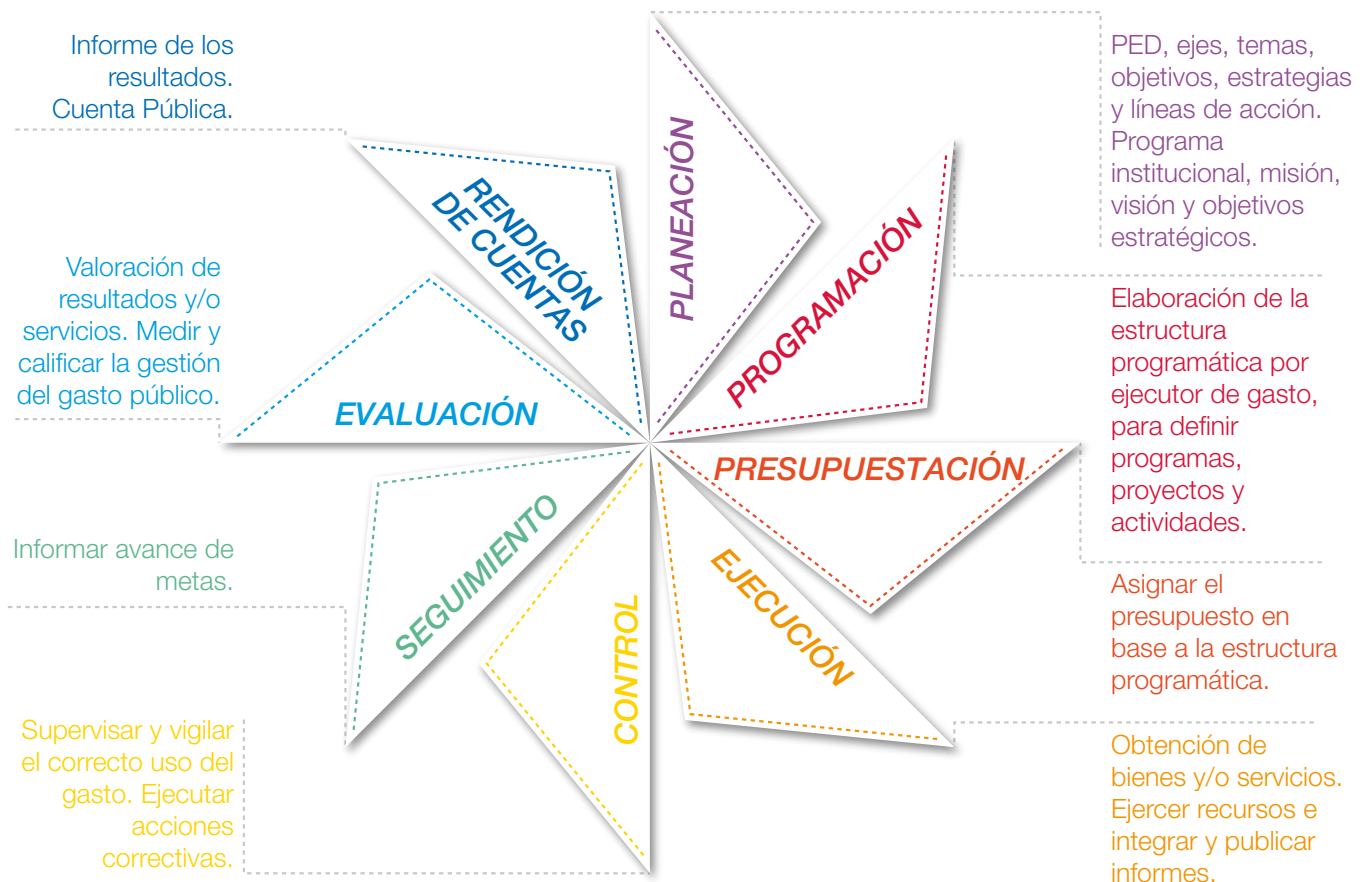 PLANEACIÓN
PED, ejes, temas,
objetivos, estrategias
y líneas de acción.
Programa
institucional, misión,
visión y objetivos
estratégicos.
PROGRAMACIÓN
Elaboración de la
estructura
programática por
ejecutor de gasto,
para definir
programas,
proyectos y
actividades.
PRESUPUESTACIÓN
Asignar el
presupuesto en
base a la estructura
programática.
EJECUCIÓN
Obtención de
bienes y/o servicios.
Ejercer recursos e
integrar y publicar
informes.
CONTROL
Supervisar y vigilar
el correcto uso del
gasto. Ejecutar
acciones
correctivas.
SEGUIMIENTO
Informar avance de
metas.
EVALUACIÓN
Valoración de
resultados y/o
servicios. Medir y
calificar la gestión
del gasto público.
RENDICIÓN
DE CUENTAS
Informe de los
resultados.
Cuenta Pública.